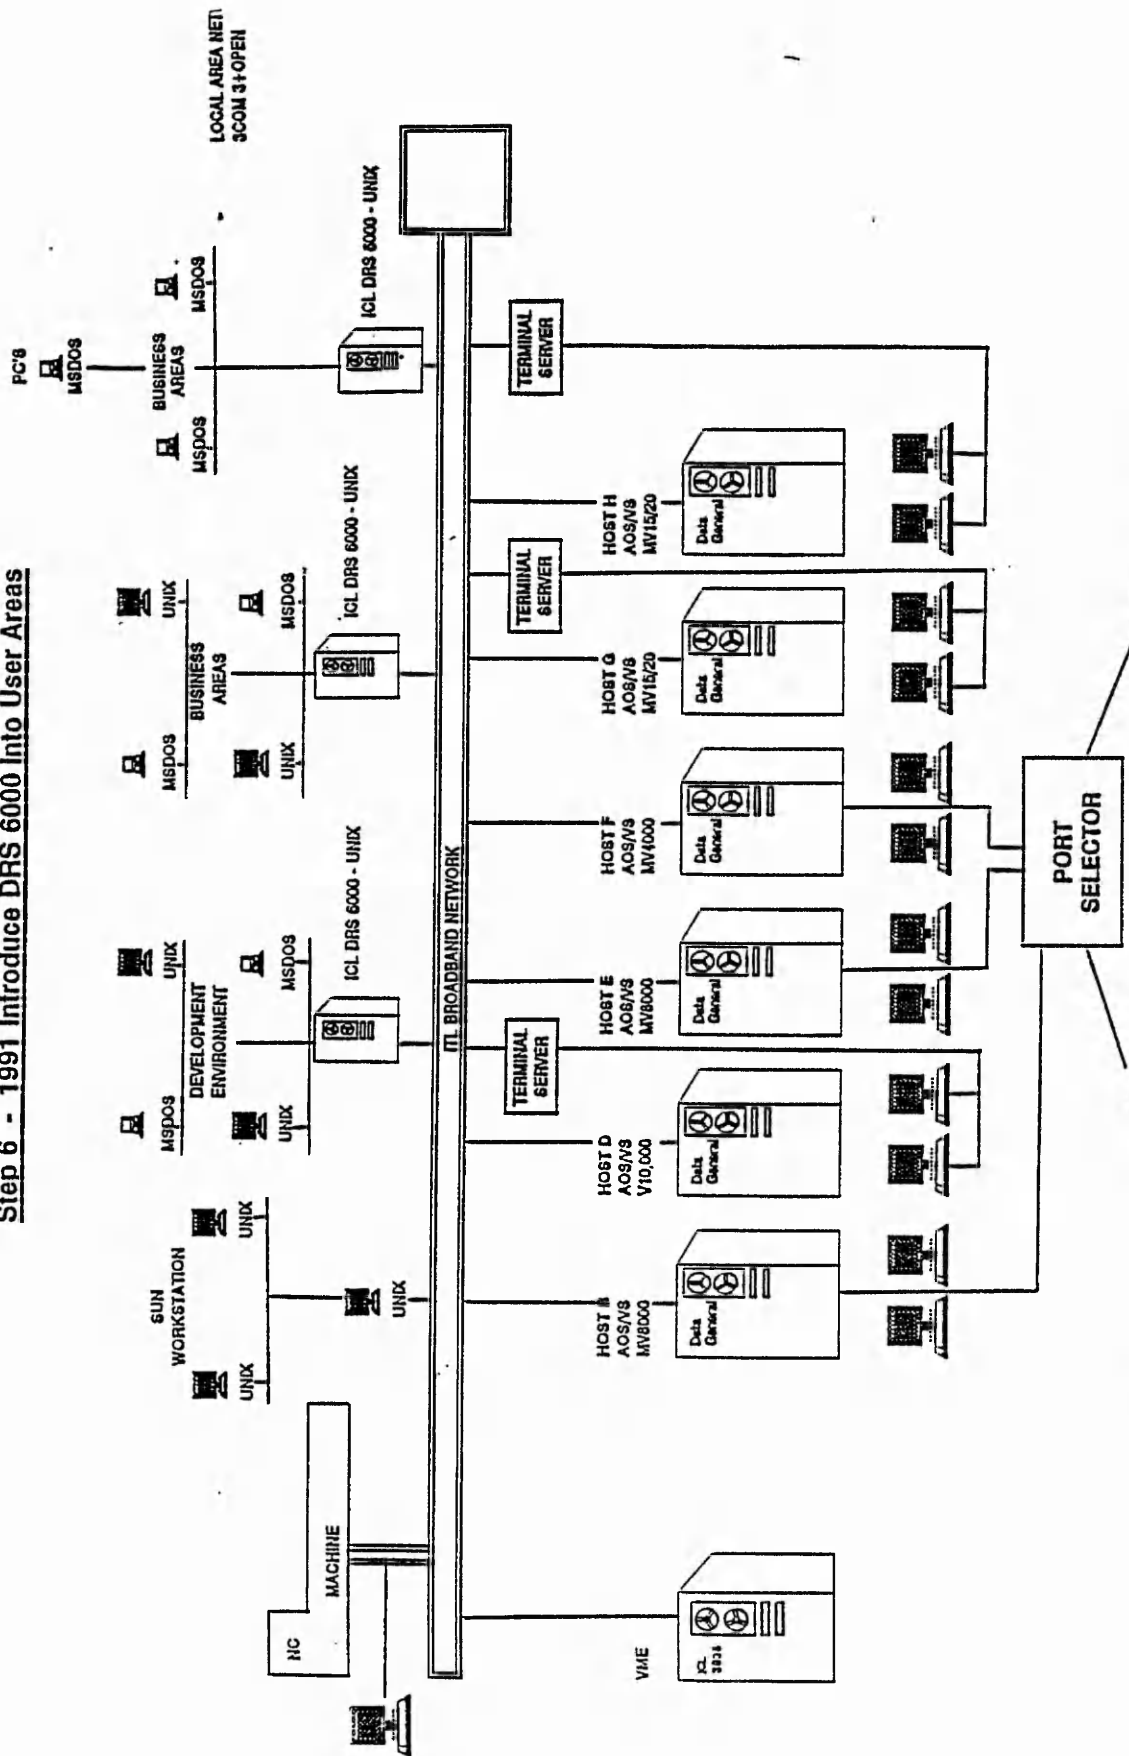 Step 6 - 1991 Introduce DRS 6000 Into User Areas
PC'S
MSDOS
LOCAL AREA NET
3COM 3+OPEN
SUN
WORKSTATION
UNIX
UNIX
UNIX
MSDOS
UNIX
DEVELOPMENT
ENVIRONMENT
UNIX
MSDOS
ICL DRS 6000 - UNIX
MSDOS
UNIX
BUSINESS
AREAS
UNIX
MSDOS
ICL DRS 6000 - UNIX
MSDOS
BUSINESS
AREAS
MSDOS
ICL DRS 6000 - UNIX
NC
MACHINE
ITL BROADBAND NETWORK
TERMINAL
SERVER
TERMINAL
SERVER
TERMINAL
SERVER
VME
ICL
HOST B
AOS/VS
MV8000
Data
General
HOST D
AOS/VS
V10,000
Data
General
HOST E
AOS/VS
MV8000
Data
General
HOST F
AOS/VS
MV4000
Data
General
HOST G
AOS/VS
MV15/20
Data
General
HOST H
AOS/VS
MV15/20
Data
General
PORT
SELECTOR